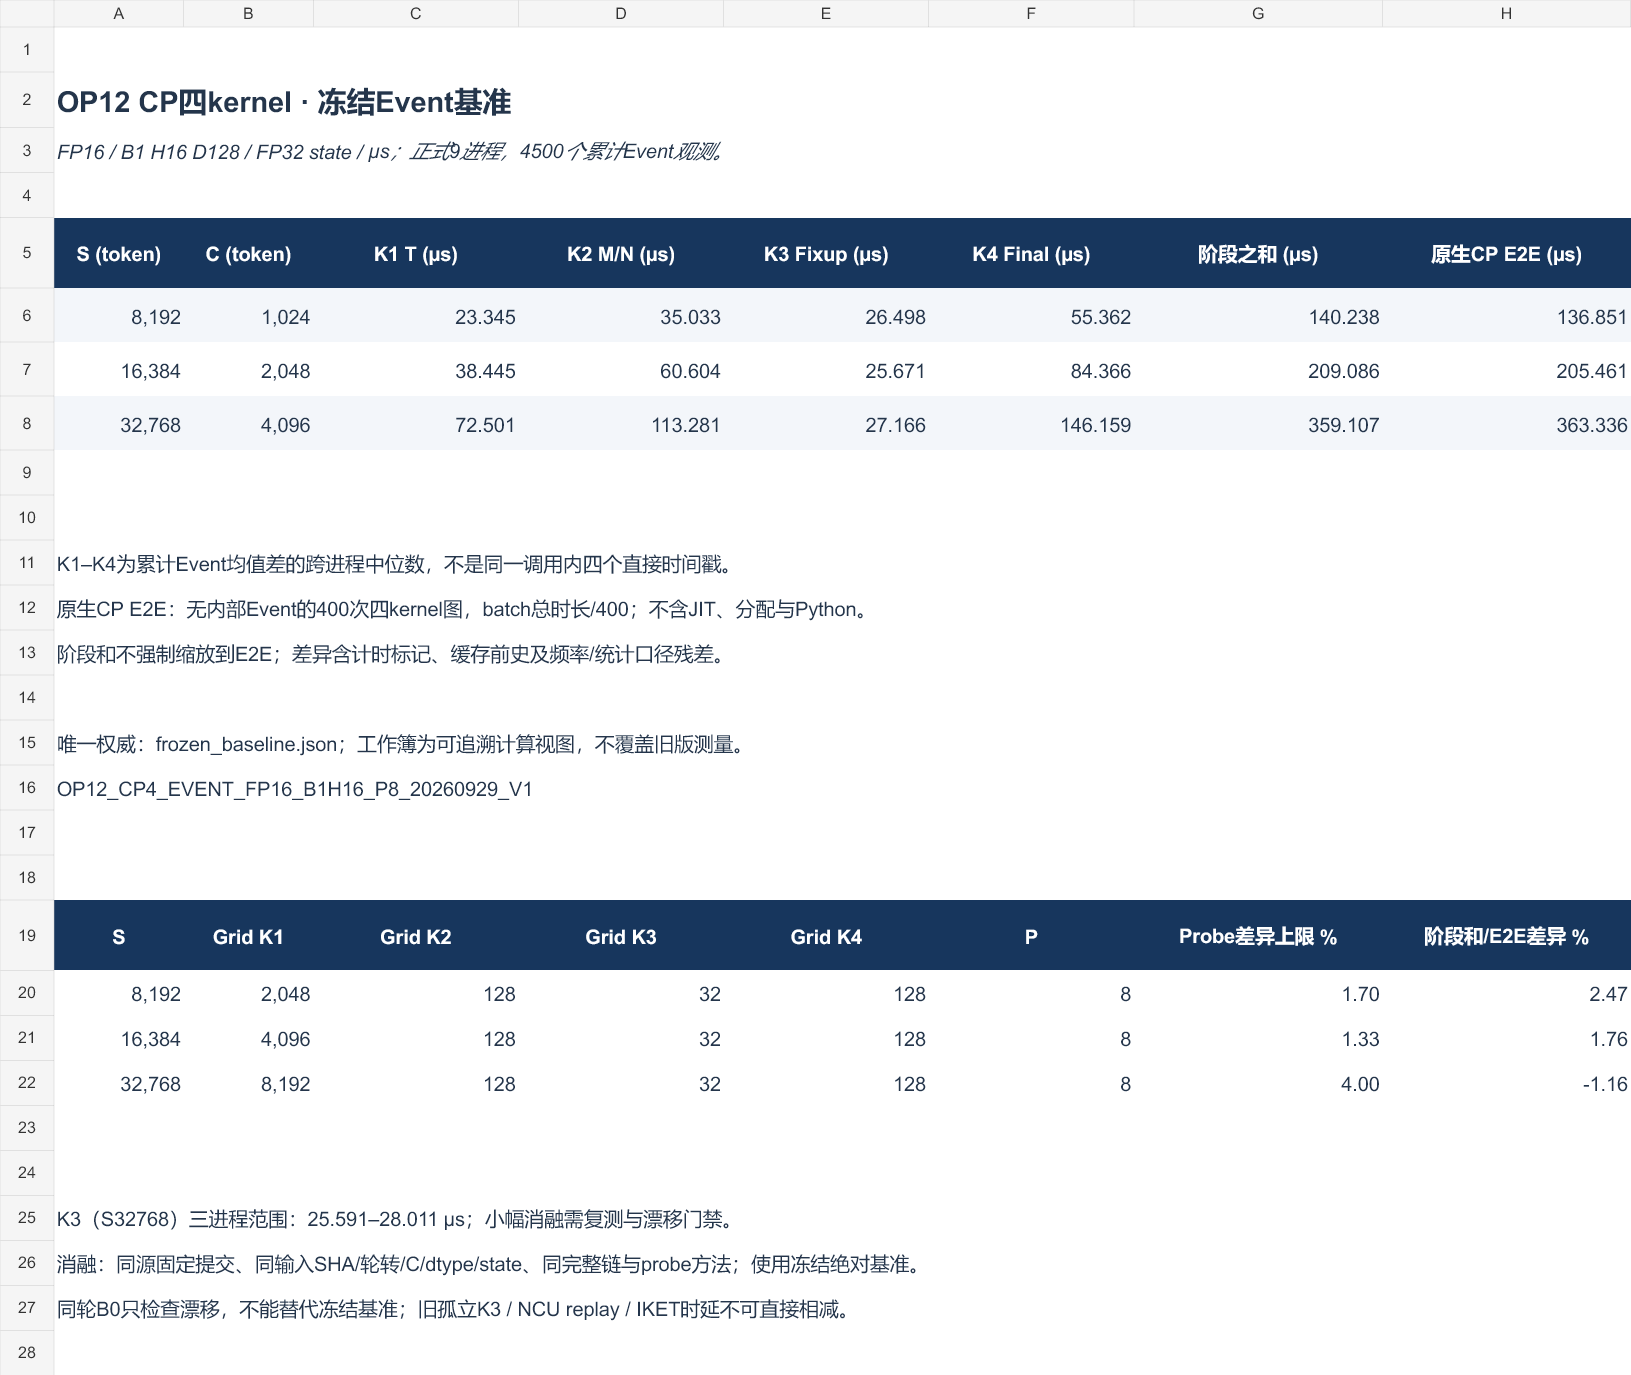 A B C D E F G H
1
2 OP12 CP四kernel · 冻结Event基准
3 FP16 / B1 H16 D128 / FP32 state / µs；正式9进程，4500个累计Event观测。
4
5 S (token) C (token) K1 T (µs) K2 M/N (µs) K3 Fixup (µs) K4 Final (µs) 阶段之和 (µs) 原生CP E2E (µs)
6 8,192 1,024 23.345 35.033 26.498 55.362 140.238 136.851
7 16,384 2,048 38.445 60.604 25.671 84.366 209.086 205.461
8 32,768 4,096 72.501 113.281 27.166 146.159 359.107 363.336
9
10
11 K1–K4为累计Event均值差的跨进程中位数，不是同一调用内四个直接时间戳。
12 原生CP E2E：无内部Event的400次四kernel图，batch总时长/400；不含JIT、分配与Python。
13 阶段和不强制缩放到E2E；差异含计时标记、缓存前史及频率/统计口径残差。
14
15 唯一权威：frozen_baseline.json；工作簿为可追溯计算视图，不覆盖旧版测量。
16 OP12_CP4_EVENT_FP16_B1H16_P8_20260929_V1
17
18
19 S Grid K1 Grid K2 Grid K3 Grid K4 P Probe差异上限 % 阶段和/E2E差异 %
20 8,192 2,048 128 32 128 8 1.70 2.47
21 16,384 4,096 128 32 128 8 1.33 1.76
22 32,768 8,192 128 32 128 8 4.00 -1.16
23
24
25 K3（S32768）三进程范围：25.591–28.011 µs；小幅消融需复测与漂移门禁。
26 消融：同源固定提交、同输入SHA/轮转/C/dtype/state、同完整链与probe方法；使用冻结绝对基准。
27 同轮B0只检查漂移，不能替代冻结基准；旧孤立K3 / NCU replay / IKET时延不可直接相减。
28